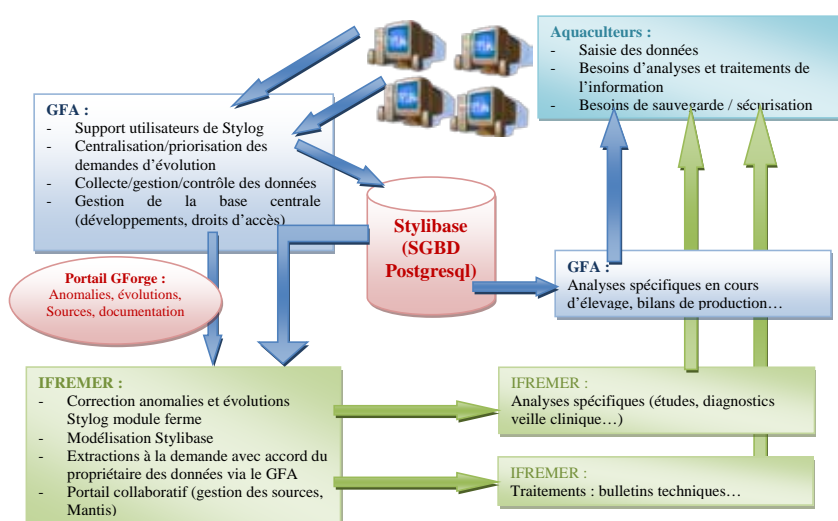 Aquaculteurs :
- Saisie des données
- Besoins d'analyses et traitements de
l'information
- Besoins de sauvegarde / sécurisation
GFA :
- Support utilisateurs de Stylog
- Centralisation/priorisation des
demandes d'évolution
- Collecte/gestion/contrôle des données
- Gestion de la base centrale
(développements, droits d'accès)
Stylibase
(SGBD
Postgresql)
Portail GForge :
Anomalies, évolutions,
Sources, documentation
GFA :
Analyses spécifiques en cours
d'élevage, bilans de production…
IFREMER :
- Correction anomalies et évolutions
Stylog module ferme
- Modélisation Stylibase
- Extractions à la demande avec accord du
propriétaire des données via le GFA
- Portail collaboratif (gestion des sources,
Mantis)
IFREMER :
Analyses spécifiques (études, diagnostics
veille clinique…)
IFREMER :
Traitements : bulletins techniques…